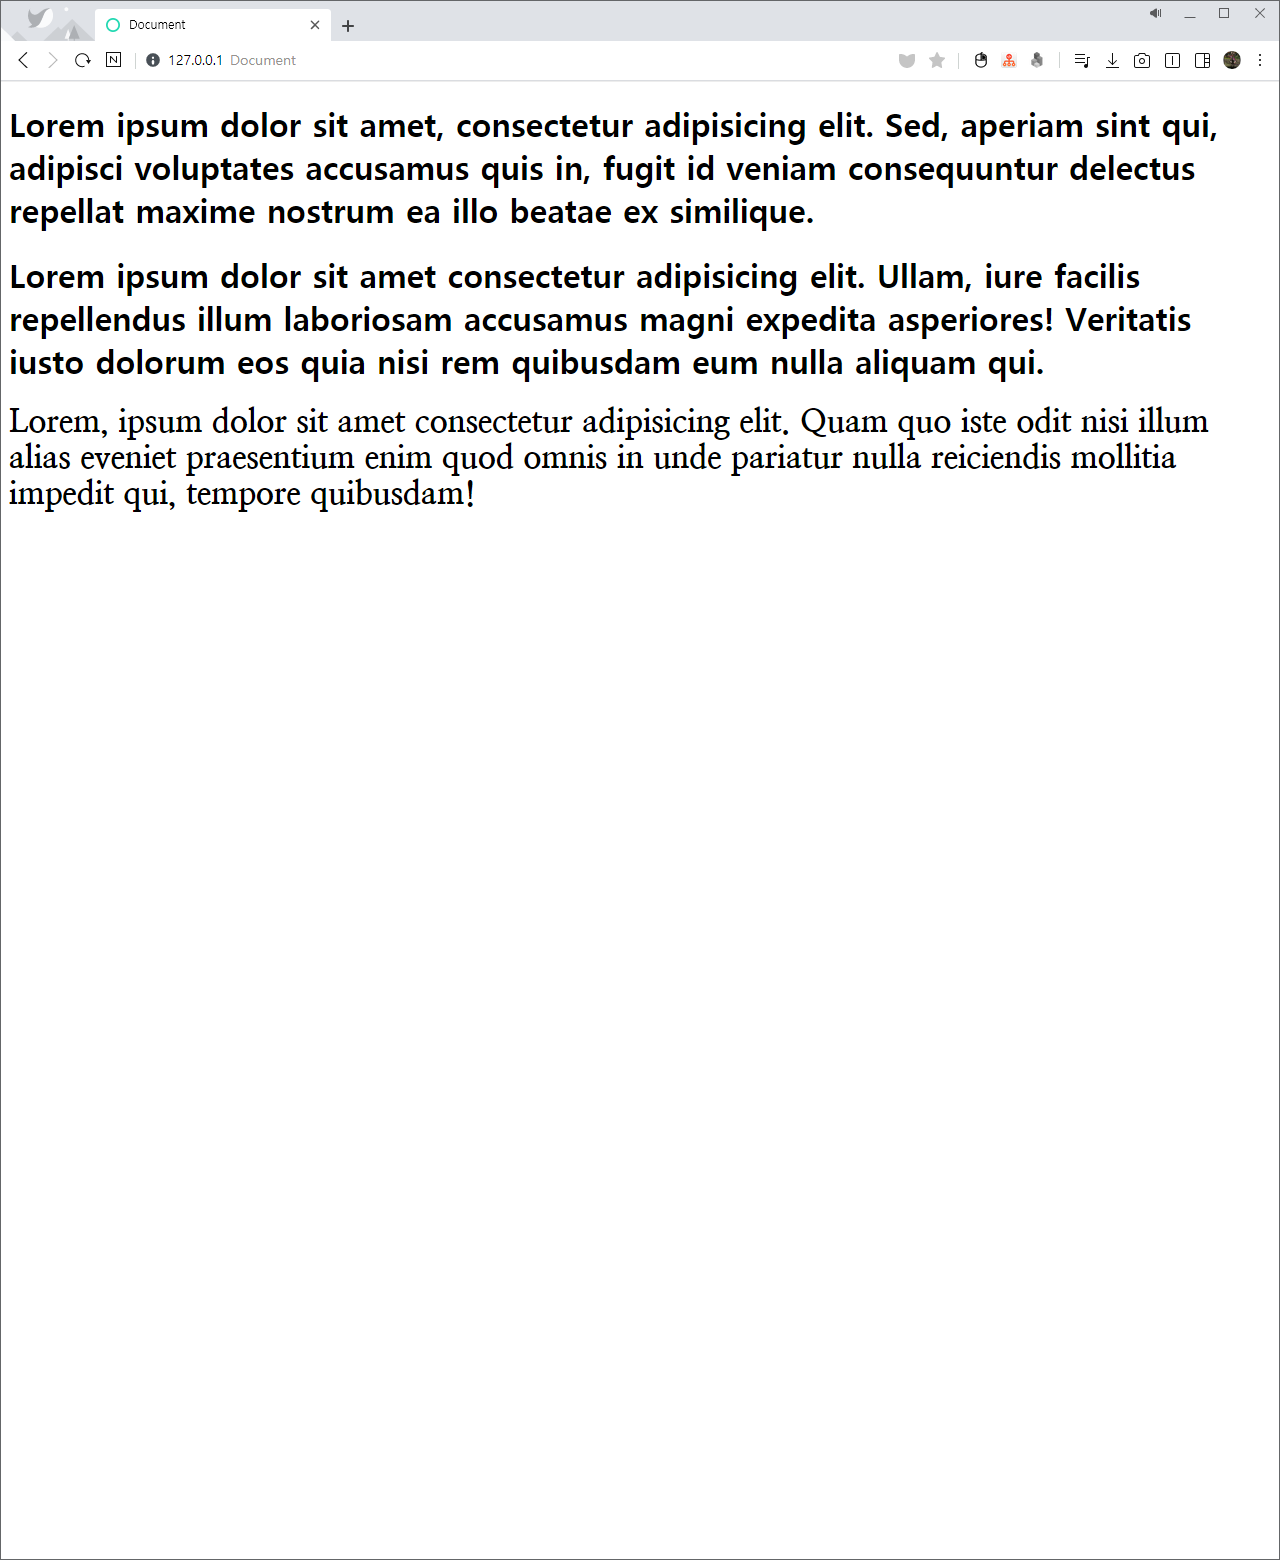 Document
N
127.0.0.1 Document
Lorem ipsum dolor sit amet, consectetur adipisicing elit. Sed, aperiam sint qui,
adipisci voluptates accusamus quis in, fugit id veniam consequuntur delectus
repellat maxime nostrum ea illo beatae ex similique.
Lorem ipsum dolor sit amet consectetur adipisicing elit. Ullam, iure facilis
repellendus illum laboriosam accusamus magni expedita asperiores! Veritatis
iusto dolorum eos quia nisi rem quibusdam eum nulla aliquam qui.
Lorem, ipsum dolor sit amet consectetur adipisicing elit. Quam quo iste odit nisi illum
alias eveniet praesentium enim quod omnis in unde pariatur nulla reiciendis mollitia
impedit qui, tempore quibusdam!